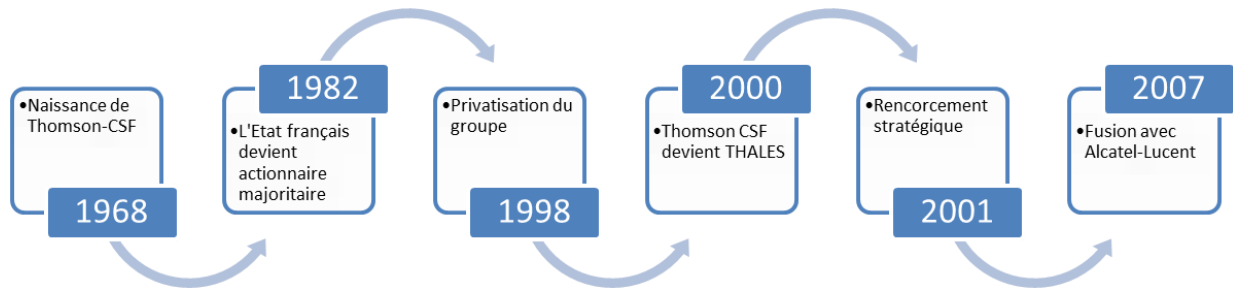 •Naissance de
Thomson-CSF
1968
1982
•L'Etat français
devient
actionnaire
majoritaire
•Privatisation du
groupe
1998
2000
•Thomson CSF
devient THALES
•Rencorcement
stratégique
2001
2007
•Fusion avec
Alcatel-Lucent